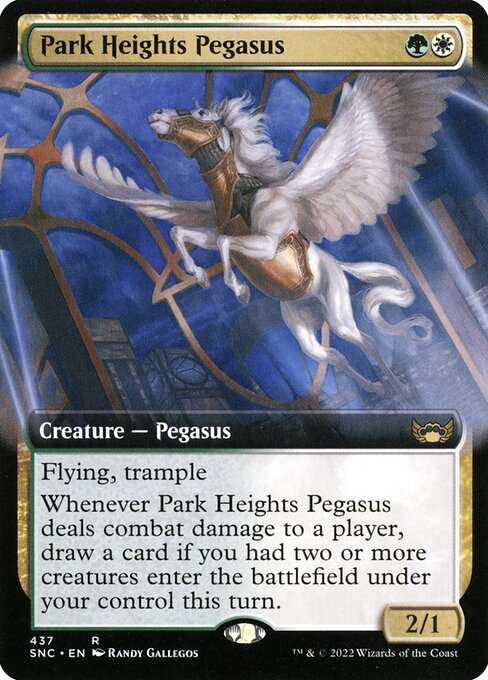 Park Heights Pegasus
Creature — Pegasus
Flying, trample
Whenever Park Heights Pegasus
deals combat damage to a player,
draw a card if you had two or more
creatures enter the battlefield under
your control this turn.
2/1
437 R
SNC • EN Randy Gallegos
™ & © 2022 Wizards of the Coast